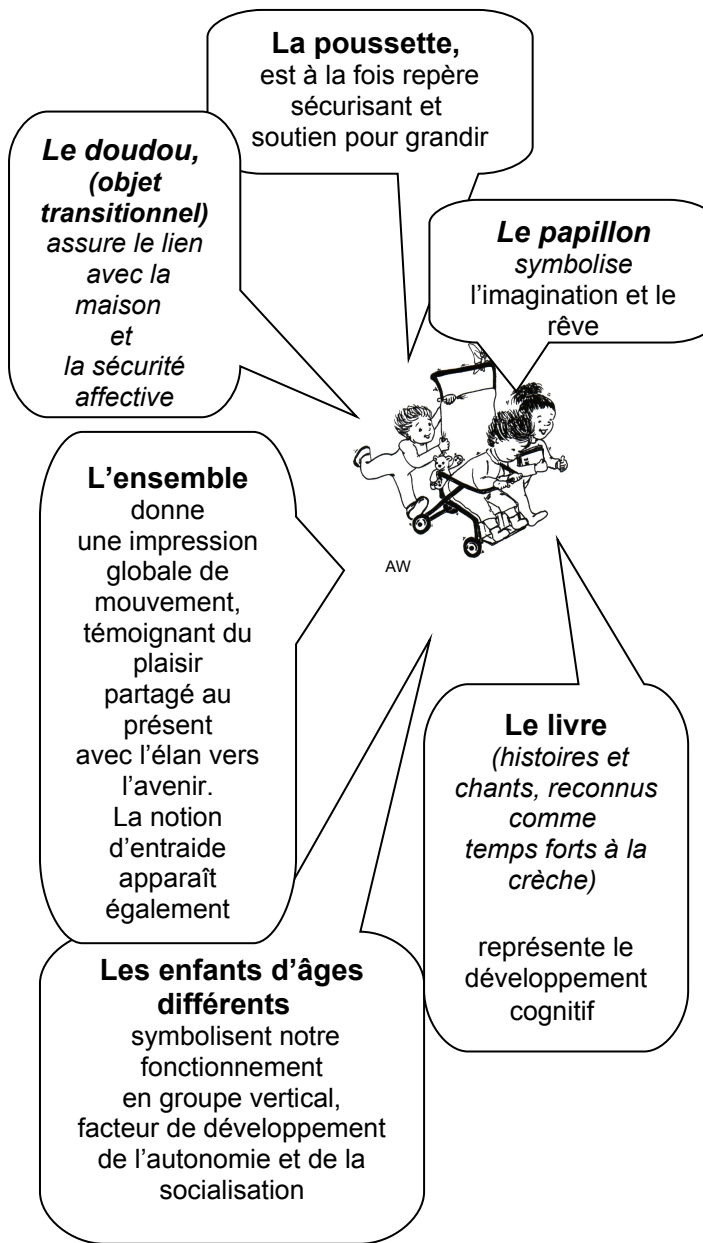 La poussette,
est à la fois repère
sécurisant et
soutien pour grandir
Le doudou,
(objet
transitionnel)
assure le lien
avec la
maison
et
la sécurité
affective
Le papillon
symbolise
l’imagination et le
rêve
L’ensemble
donne
une impression
globale de
mouvement,
témoignant du
plaisir
partagé au
présent
avec l’élan vers
l’avenir.
La notion
d’entraide
apparaît
également
AW
Le livre
(histoires et
chants, reconnus
comme
temps forts à la
crèche)
représente le
développement
cognitif
Les enfants d’âges
différents
symbolisent notre
fonctionnement
en groupe vertical,
facteur de développement
de l’autonomie et de la
socialisation